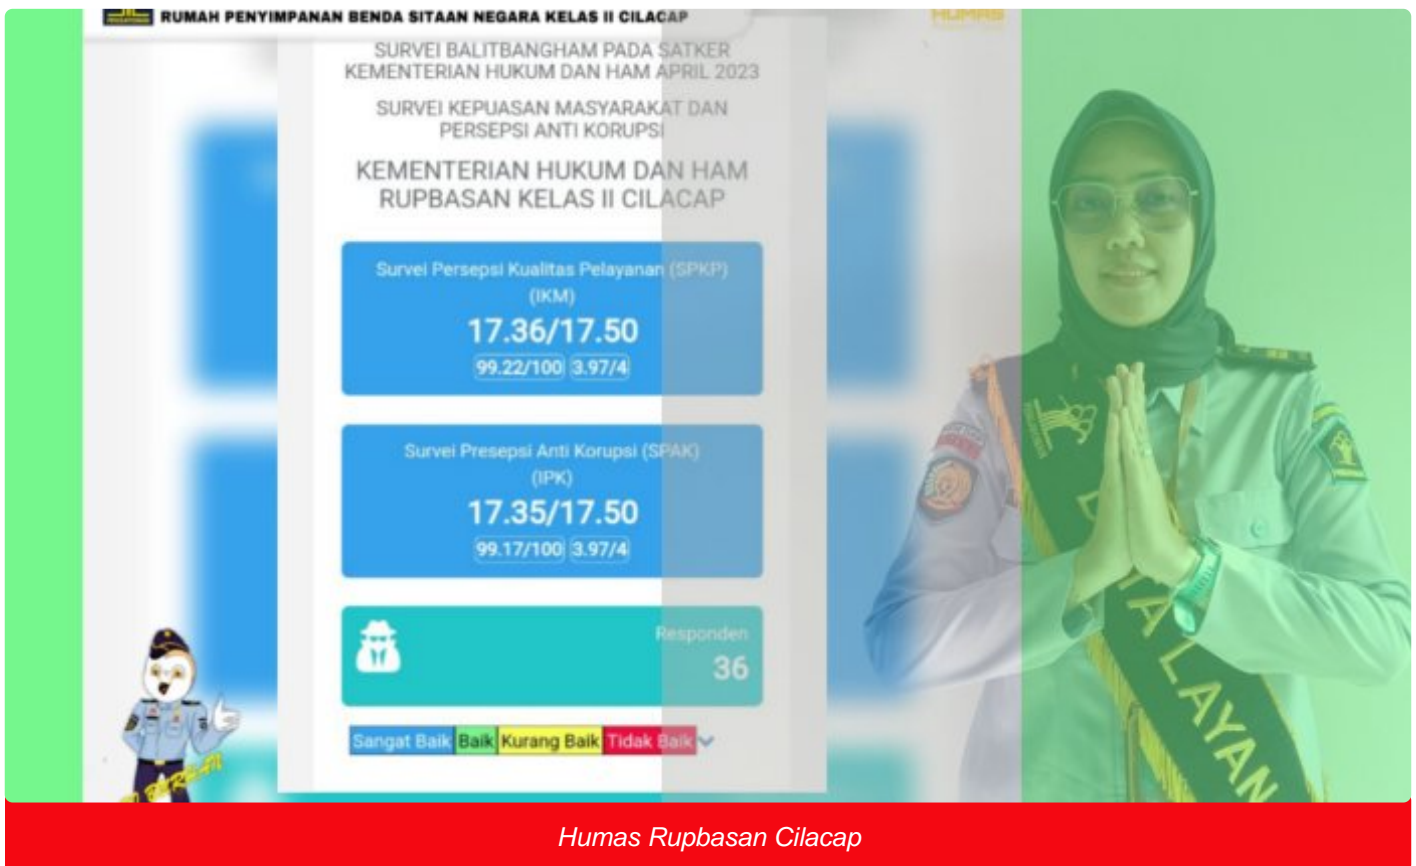 RUMAH PENYIMPANAN BENDA SITAAN NEGARA KELAS II CILACAP
HUMAS
SURVEI BALITBANGHAM PADA SATKER
KEMENTERIAN HUKUM DAN HAM APRIL 2023
SURVEI KEPUASAN MASYARAKAT DAN
PERSEPSI ANTI KORUPSI
KEMENTERIAN HUKUM DAN HAM
RUPBASAN KELAS II CILACAP
Survei Persepsi Kualitas Pelayanan (SPKP)
(IKM)
17.36/17.50
99.22/100 3.97/4
Survei Presepsi Anti Korupsi (SPAK)
(IPK)
17.35/17.50
99.17/100 3.97/4
Responden
36
Sangat Baik Baik Kurang Baik Tidak Baik
LAYAN
Humas Rupbasan Cilacap